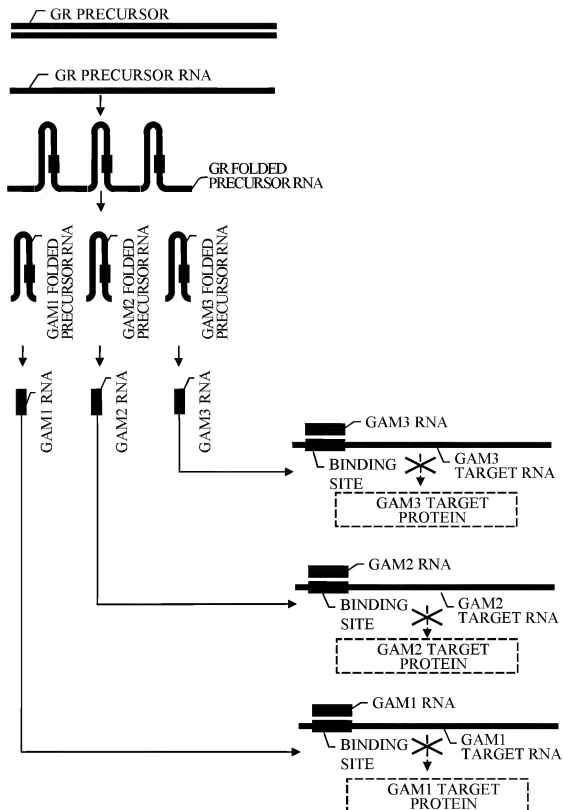 GR PRECURSOR
GR PRECURSOR RNA
GR FOLDED
PRECURSOR RNA
GAM1 FOLDED
PRECURSOR RNA
GAM2 FOLDED
PRECURSOR RNA
GAM3 FOLDED
PRECURSOR RNA
GAM1 RNA
GAM2 RNA
GAM3 RNA
GAM3 RNA
BINDING
SITE
GAM3
TARGET RNA
GAM3 TARGET
PROTEIN
GAM2 RNA
BINDING
SITE
GAM2
TARGET RNA
GAM2 TARGET
PROTEIN
GAM1 RNA
BINDING
SITE
GAM1
TARGET RNA
GAM1 TARGET
PROTEIN